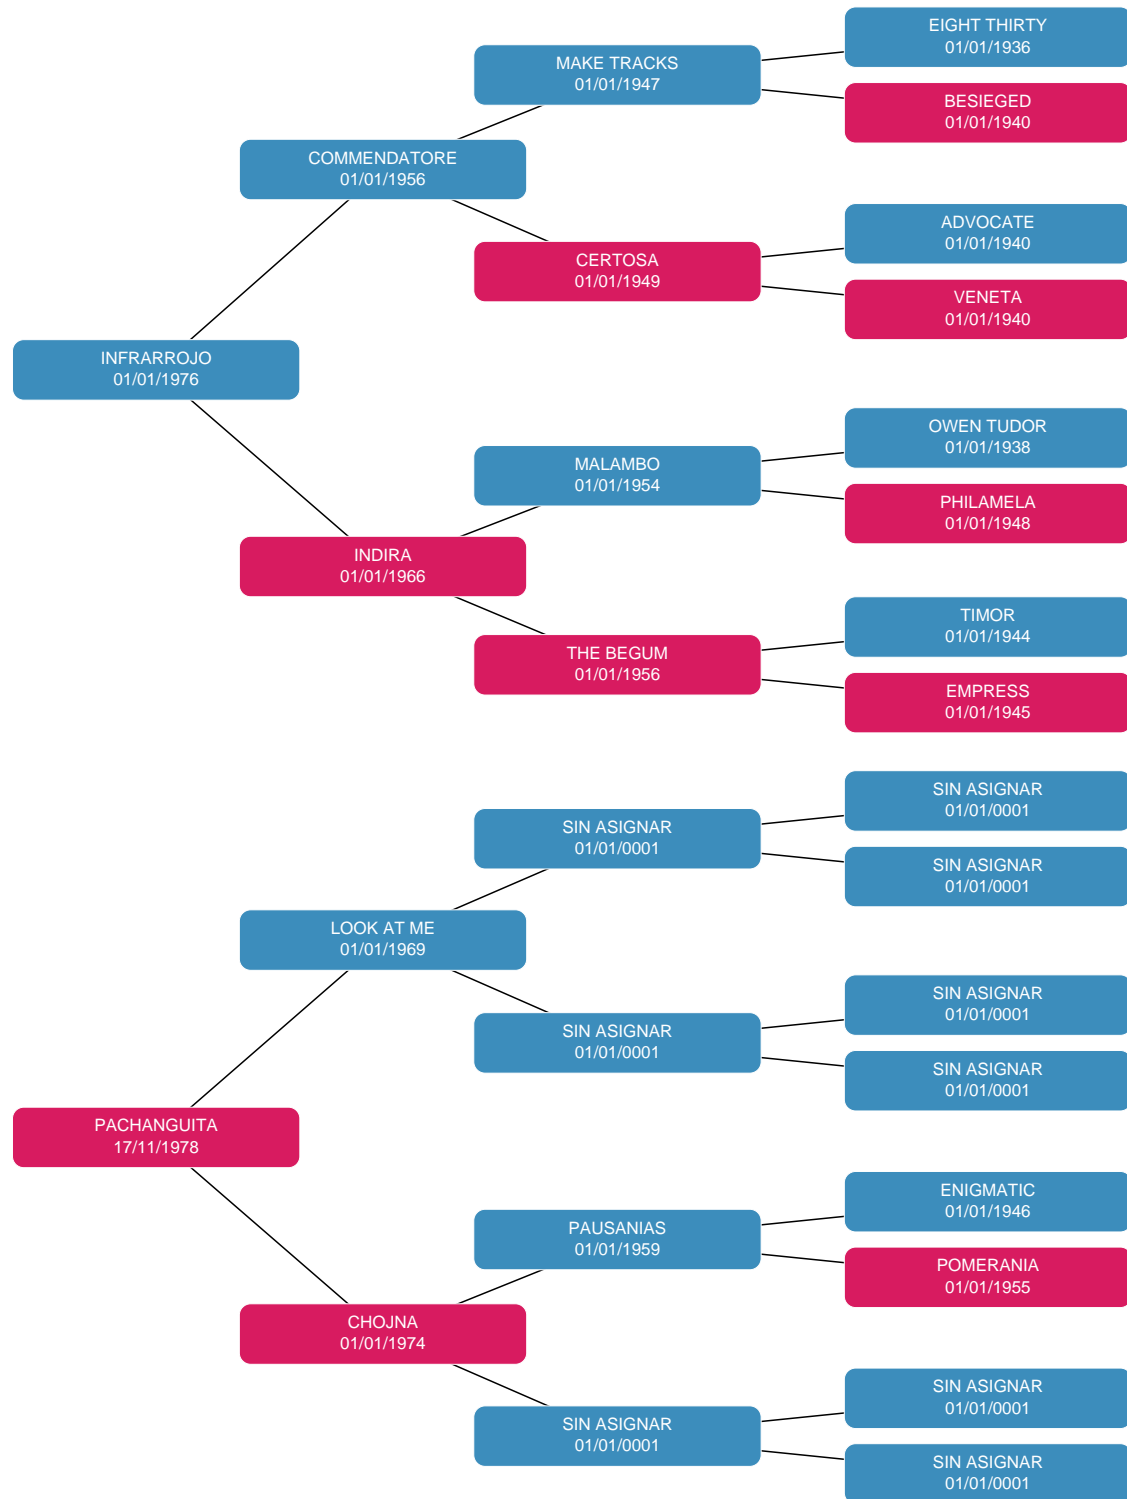 EIGHT THIRTY
01/01/1936
MAKE TRACKS
01/01/1947
BESIEGED
01/01/1940
COMMENDATORE
01/01/1956
ADVOCATE
01/01/1940
CERTOSA
01/01/1949
VENETA
01/01/1940
INFRARROJO
01/01/1976
OWEN TUDOR
01/01/1938
MALAMBO
01/01/1954
PHILAMELA
01/01/1948
INDIRA
01/01/1966
TIMOR
01/01/1944
THE BEGUM
01/01/1956
EMPRESS
01/01/1945
SIN ASIGNAR
01/01/0001
SIN ASIGNAR
01/01/0001
SIN ASIGNAR
01/01/0001
LOOK AT ME
01/01/1969
SIN ASIGNAR
01/01/0001
SIN ASIGNAR
01/01/0001
SIN ASIGNAR
01/01/0001
PACHANGUITA
17/11/1978
ENIGMATIC
01/01/1946
PAUSANIAS
01/01/1959
POMERANIA
01/01/1955
CHOJNA
01/01/1974
SIN ASIGNAR
01/01/0001
SIN ASIGNAR
01/01/0001
SIN ASIGNAR
01/01/0001